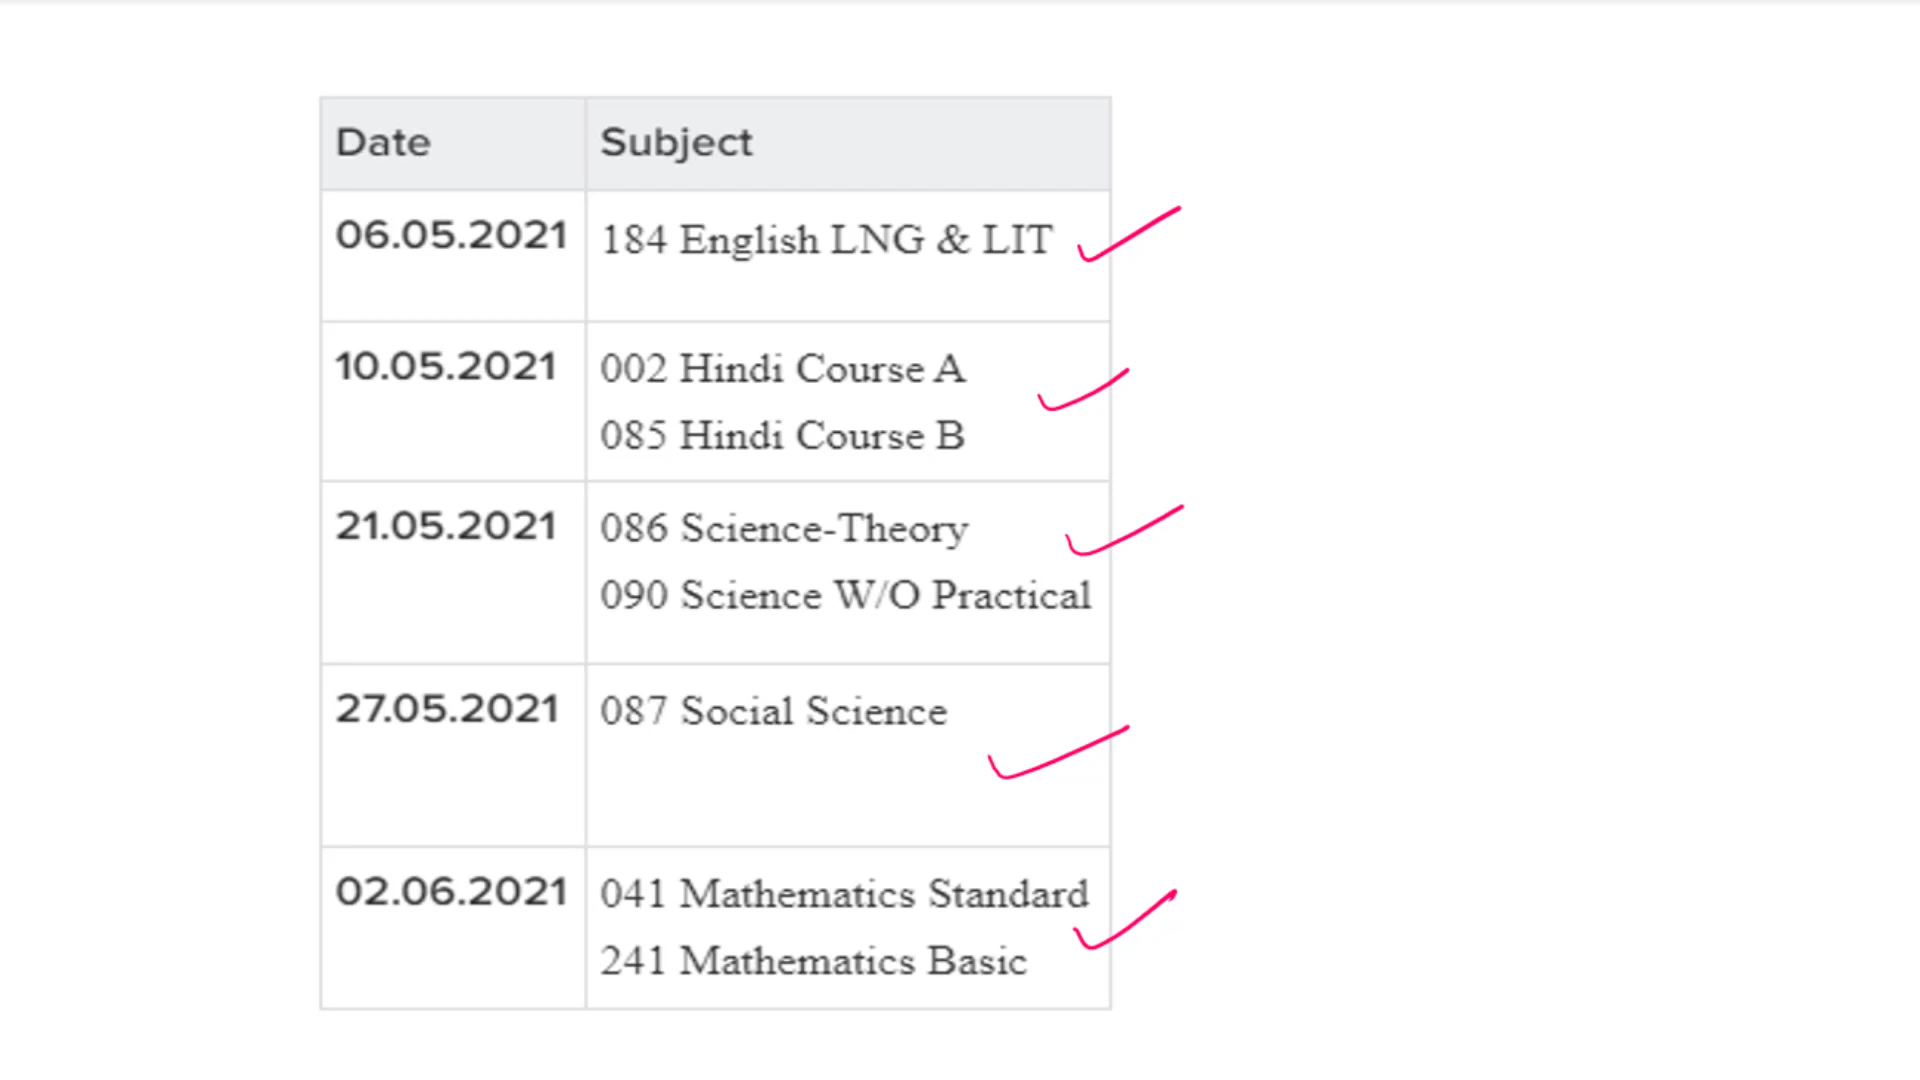 Date Subject
06.05.2021 184 English LNG & LIT
10.05.2021 002 Hindi Course A
085 Hindi Course B
21.05.2021 086 Science-Theory
090 Science W/O Practical
27.05.2021 087 Social Science
02.06.2021 041 Mathematics Standard
241 Mathematics Basic